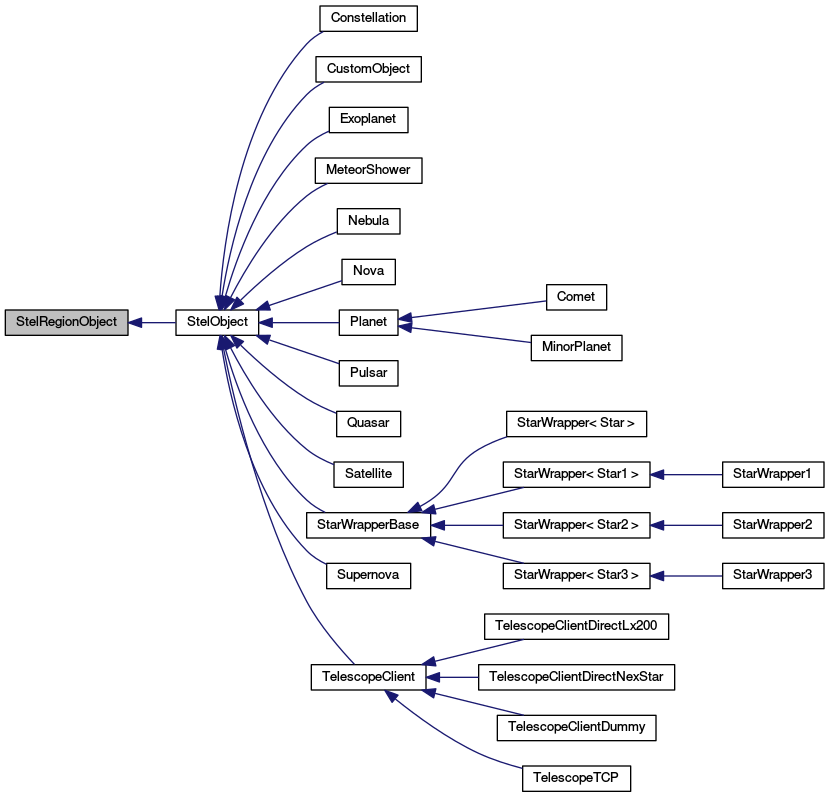 Constellation
CustomObject
Exoplanet
MeteorShower
Nebula
Nova
Comet
StelRegionObject
StelObject
Planet
MinorPlanet
Pulsar
Quasar
StarWrapper< Star >
Satellite
StarWrapper< Star1 >
StarWrapper1
StarWrapperBase
StarWrapper< Star2 >
StarWrapper2
Supernova
StarWrapper< Star3 >
StarWrapper3
TelescopeClientDirectLx200
TelescopeClient
TelescopeClientDirectNexStar
TelescopeClientDummy
TelescopeTCP